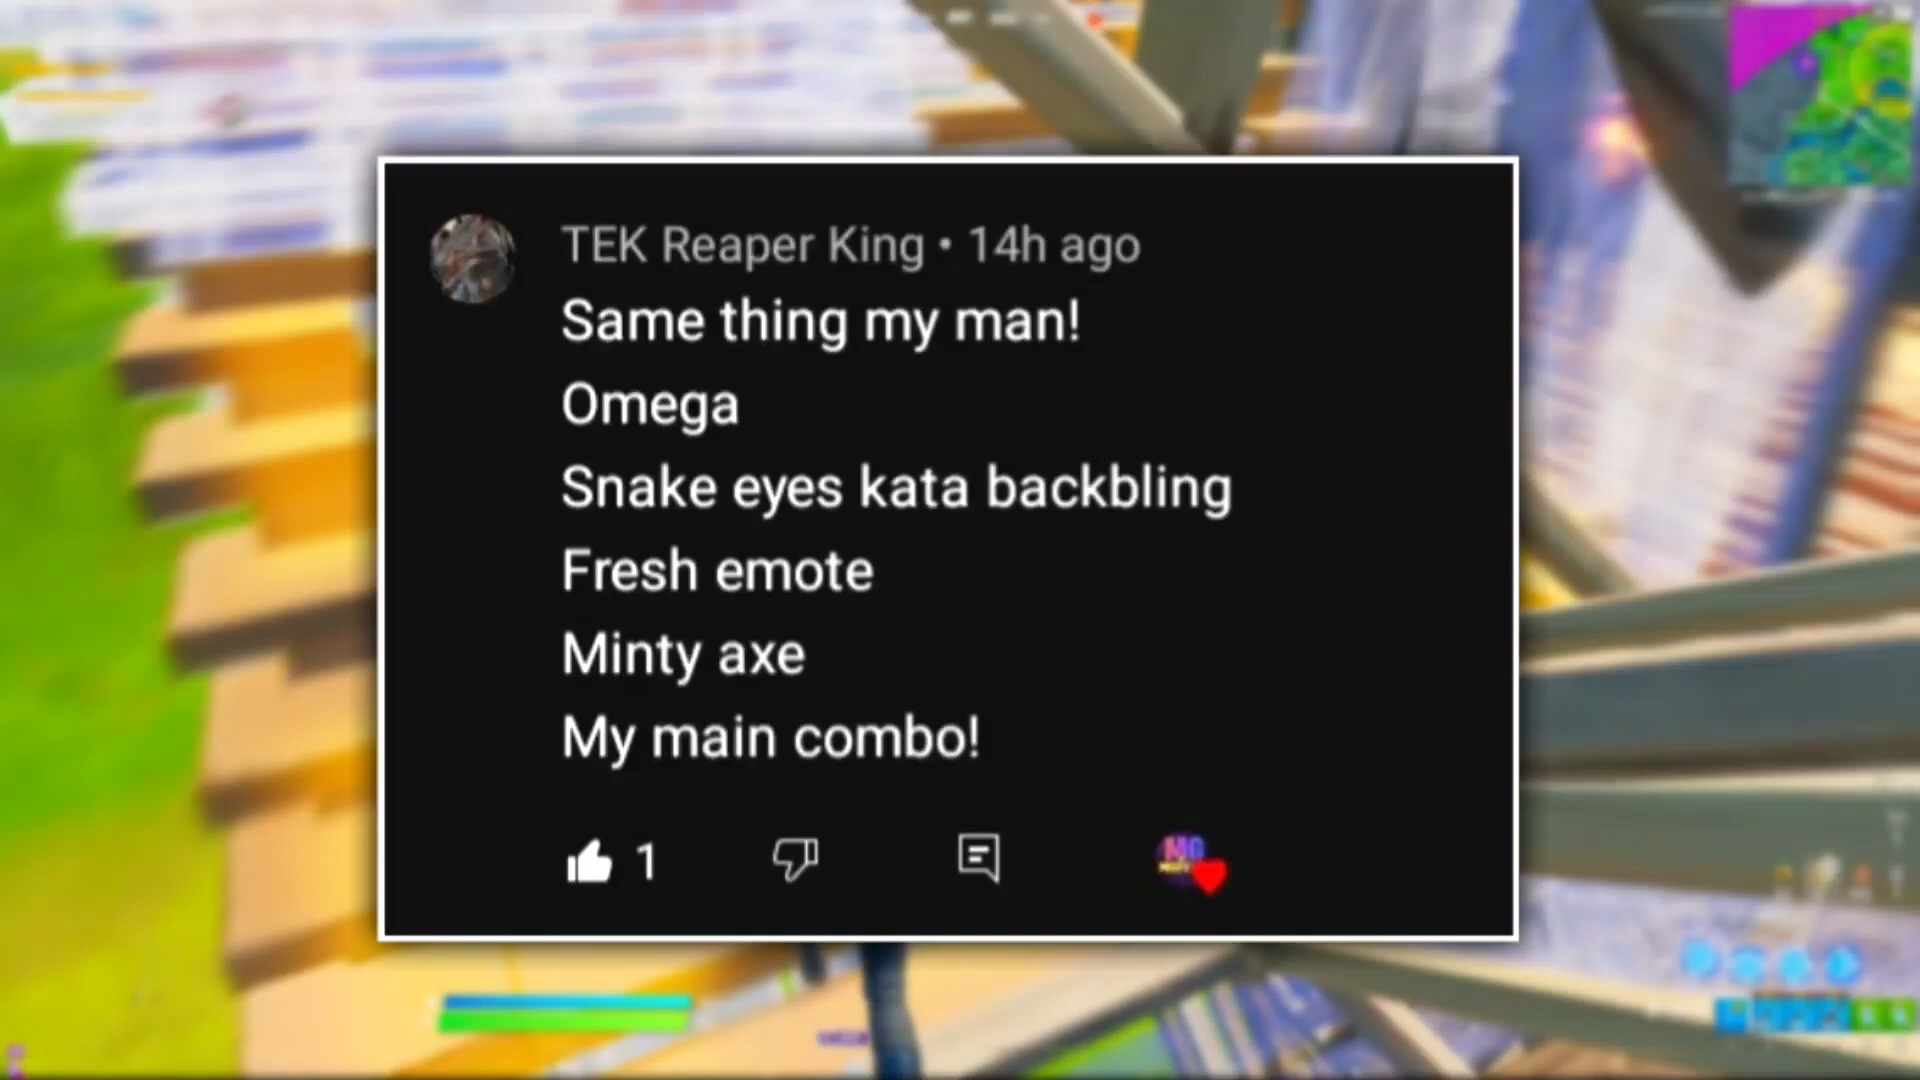 TEK Reaper King • 14h ago
Same thing my man!
Omega
Snake eyes kata backbling
Fresh emote
Minty axe
My main combo!
1
MG